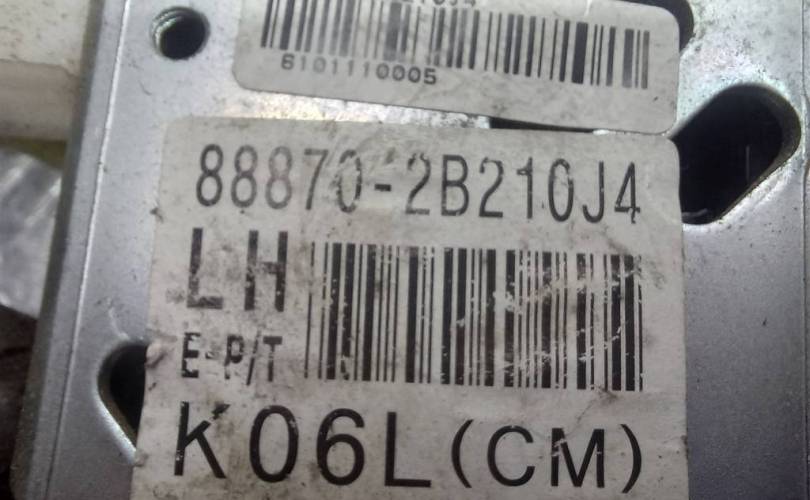 6101110005
88870-2B210J4
LH
E-P/T
K06L(CM)